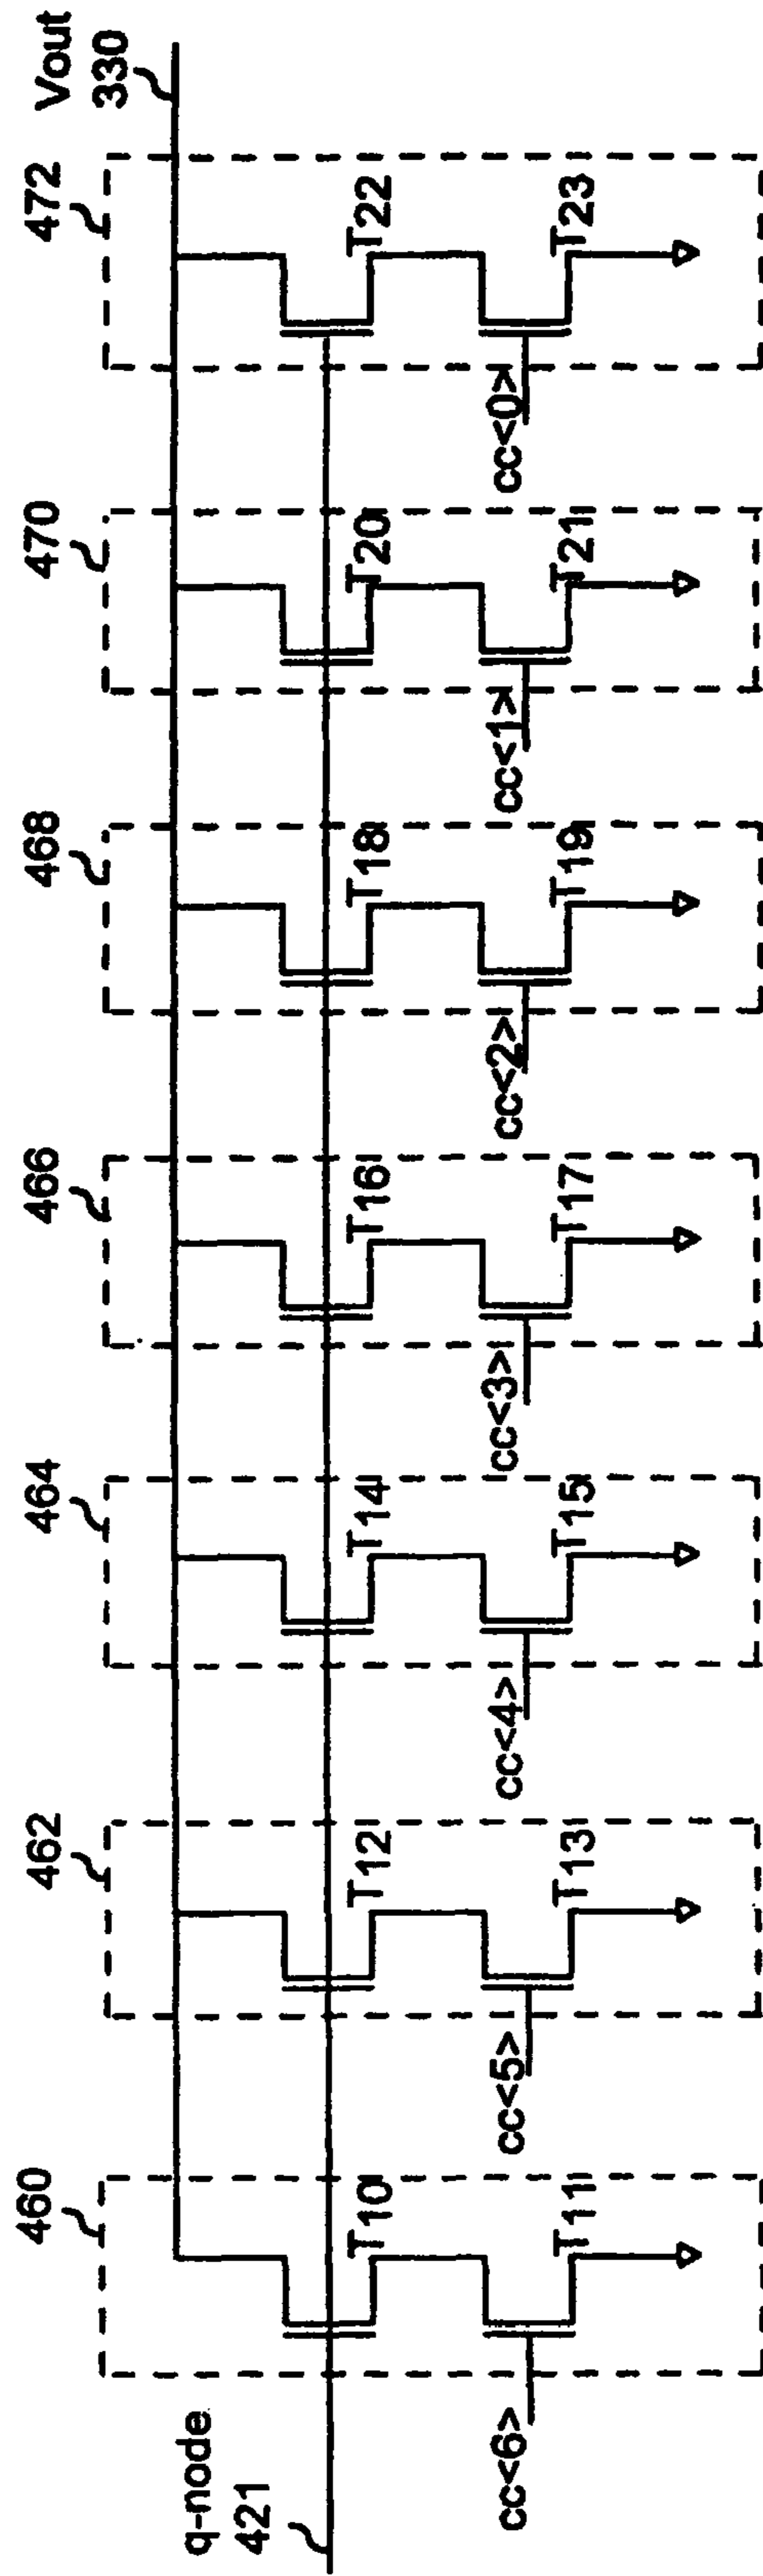 460
462
464
466
468
470
472
Vout
330
q-node
421
T10
T12
T14
T16
T18
T20
T22
cc<6>
T11
cc<5>
T13
cc<4>
T15
cc<3>
T17
cc<2>
T19
cc<1>
T21
cc<0>
T23